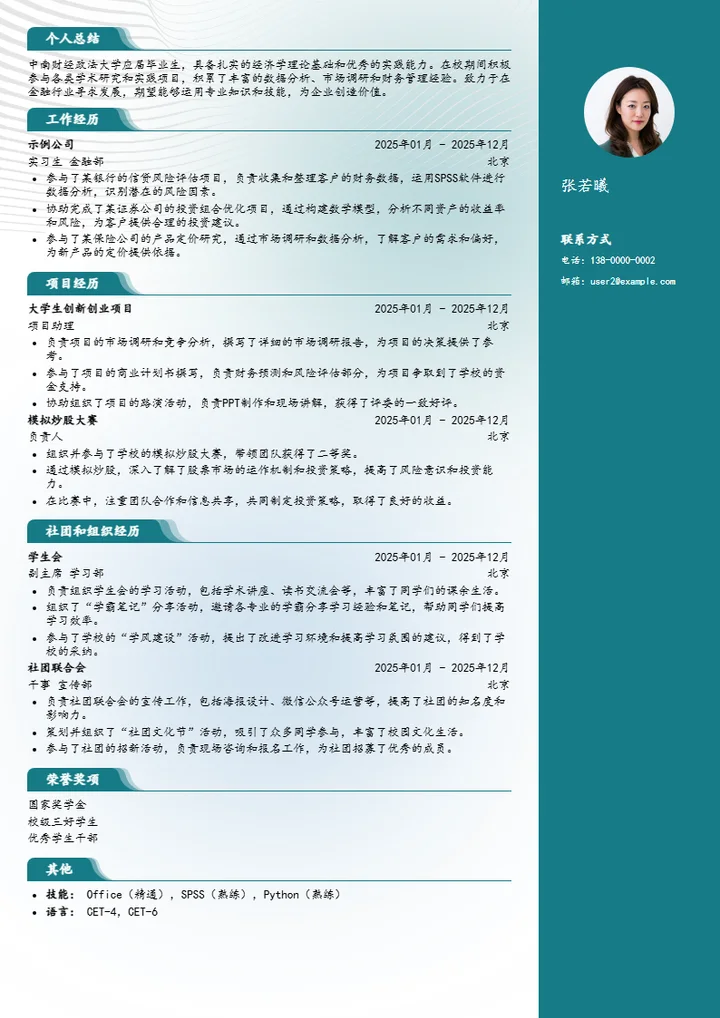 个人总结
中南财经政法大学应届毕业生，具备扎实的经济学理论基础和优秀的实践能力。在校期间积极
参与各类学术研究和实践项目，积累了丰富的数据分析、市场调研和财务管理经验。致力于在
金融行业寻求发展，期望能够运用专业知识和技能，为企业创造价值。
工作经历
示例公司 2025年01月 - 2025年12月
实习生 金融部 北京
• 参与了某银行的信贷风险评估项目，负责收集和整理客户的财务数据，运用SPSS软件进行
数据分析，识别潜在的风险因素。
• 协助完成了某证券公司的投资组合优化项目，通过构建数学模型，分析不同资产的收益率
和风险，为客户提供合理的投资建议。
• 参与了某保险公司的产品定价研究，通过市场调研和数据分析，了解客户的需求和偏好，
为新产品的定价提供依据。
项目经历
大学生创新创业项目 2025年01月 - 2025年12月
项目助理 北京
• 负责项目的市场调研和竞争分析，撰写了详细的市场调研报告，为项目的决策提供了参
考。
• 参与了项目的商业计划书撰写，负责财务预测和风险评估部分，为项目争取到了学校的资
金支持。
• 协助组织了项目的路演活动，负责PPT制作和现场讲解，获得了评委的一致好评。
模拟炒股大赛 2025年01月 - 2025年12月
负责人 北京
• 组织并参与了学校的模拟炒股大赛，带领团队获得了二等奖。
• 通过模拟炒股，深入了解了股票市场的运作机制和投资策略，提高了风险意识和投资能
力。
• 在比赛中，注重团队合作和信息共享，共同制定投资策略，取得了良好的收益。
社团和组织经历
学生会 2025年01月 - 2025年12月
副主席 学习部 北京
• 负责组织学生会的学习活动，包括学术讲座、读书交流会等，丰富了同学们的课余生活。
• 组织了“学霸笔记”分享活动，邀请各专业的学霸分享学习经验和笔记，帮助同学们提高
学习效率。
• 参与了学校的“学风建设”活动，提出了改进学习环境和提高学习氛围的建议，得到了学
校的采纳。
社团联合会 2025年01月 - 2025年12月
干事 宣传部 北京
• 负责社团联合会的宣传工作，包括海报设计、微信公众号运营等，提高了社团的知名度和
影响力。
• 策划并组织了“社团文化节”活动，吸引了众多同学参与，丰富了校园文化生活。
• 参与了社团的招新活动，负责现场咨询和报名工作，为社团招募了优秀的成员。
荣誉奖项
国家奖学金
校级三好学生
优秀学生干部
其他
• 技能： Office（精通），SPSS（熟练），Python（熟练）
• 语言： CET-4，CET-6
张若曦
联系方式
电话：138-0000-0002
邮箱：user2@example.com